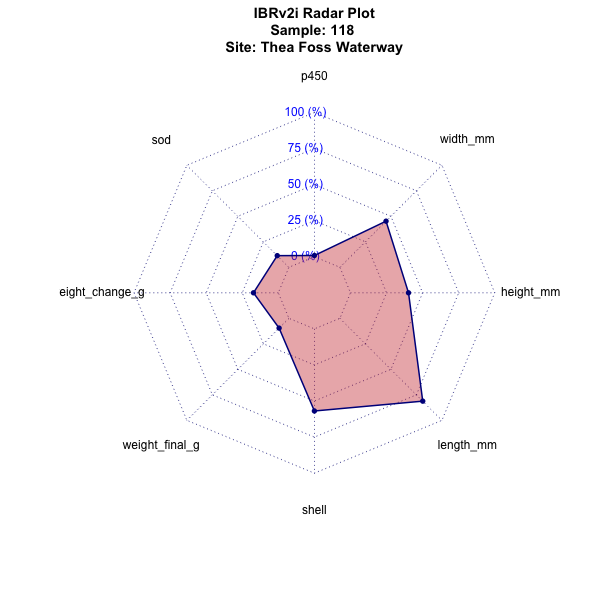 IBRv2i Radar Plot
Sample: 118
Site: Thea Foss Waterway
p450
100 (%)
sod
width_mm
75 (%)
50 (%)
25 (%)
0 (%)
eight_change_g
height_mm
weight_final_g
length_mm
shell